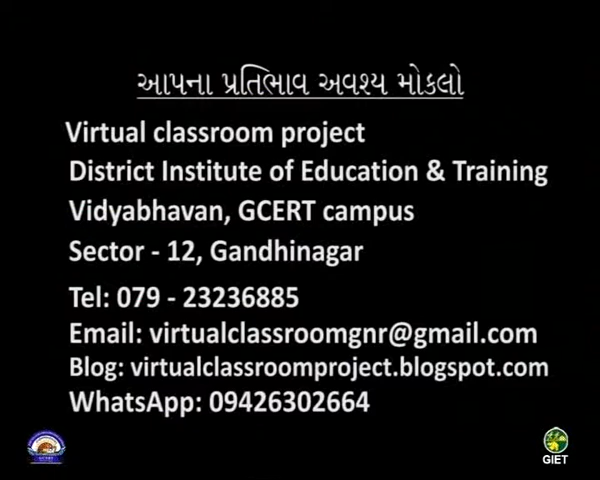 આપના પ્રતિભાવ અવશ્ય મોકલો
Virtual classroom project
District Institute of Education & Training
Vidyabhavan, GCERT campus
Sector - 12, Gandhinagar
Tel: 079 - 23236885
Email: virtualclassroomgnr@gmail.com
Blog: virtualclassroomproject.blogspot.com
WhatsApp: 09426302664
GIET